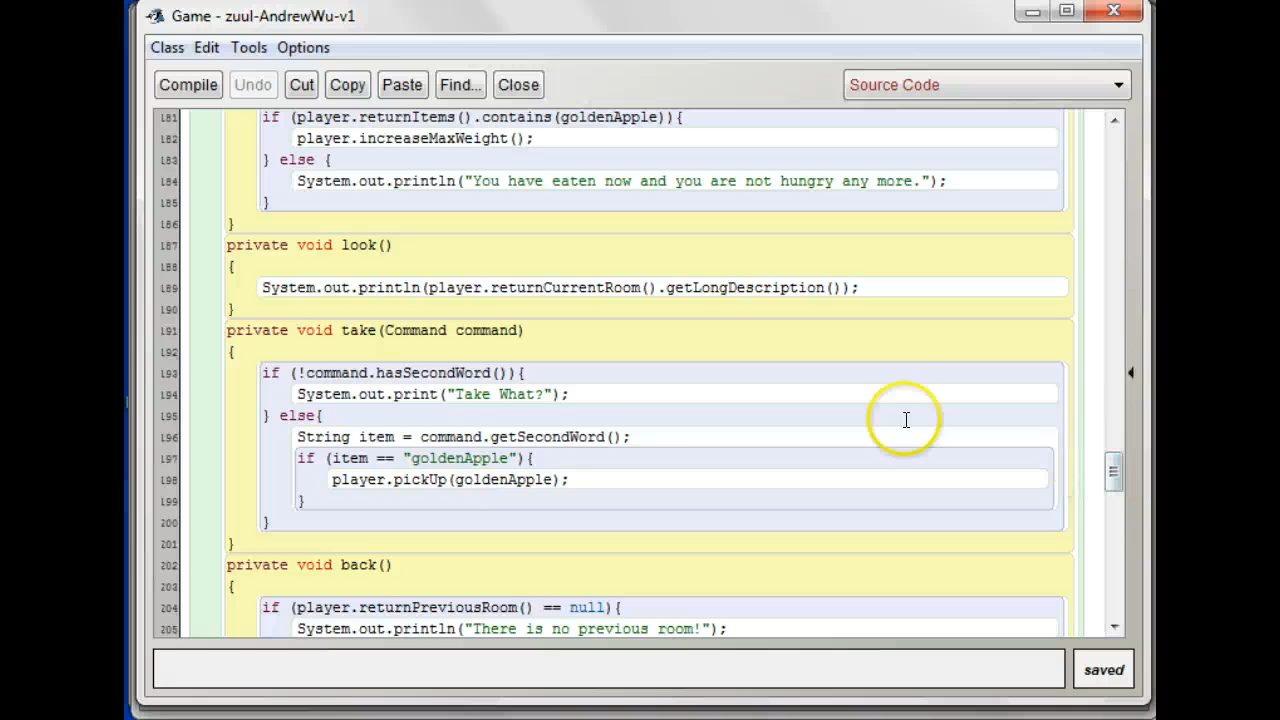 Game - zuul-AndrewWu-v1
Class Edit Tools Options
Compile Undo Cut Copy Paste Find... Close Source Code
181 if (player.returnItems().contains(goldenApple)){
182 player.increaseMaxWeight();
183 } else {
184 System.out.println("You have eaten now and you are not hungry any more.");
185 }
186 }
187 private void look()
188 {
189 System.out.println(player.returnCurrentRoom().getLongDescription());
190 }
191 private void take(Command command)
192 {
193 if (!command.hasSecondWord()){
194 System.out.print("Take What?");
195 } else{
196 String item = command.getSecondWord();
197 if (item == "goldenApple"){
198 player.pickUp(goldenApple);
199 }
200 }
201 }
202 private void back()
203 {
204 if (player.returnPreviousRoom() == null){
205 System.out.println("There is no previous room!");
saved